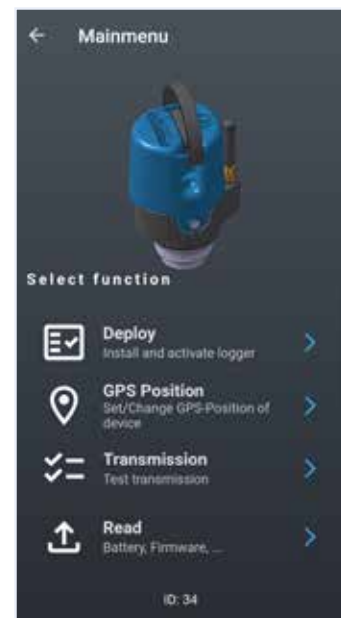 Mainmenu
Select function
Deploy
Install and activate logger
GPS Position
Set/Change GPS-Position of
device
Transmission
Test transmission
Read
Battery, Firmware, ...
ID: 34